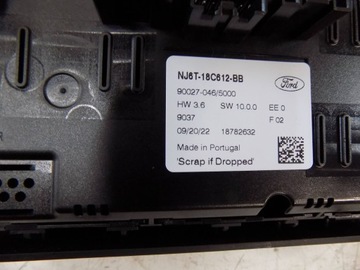 NJ6T-18C612-BB
Ford
90027-046/5000
HW 3.6 SW 10.0.0 EE 0
9037 F 02
09/20/22 18782632
Made in Portugal
'Scrap if Dropped'
R